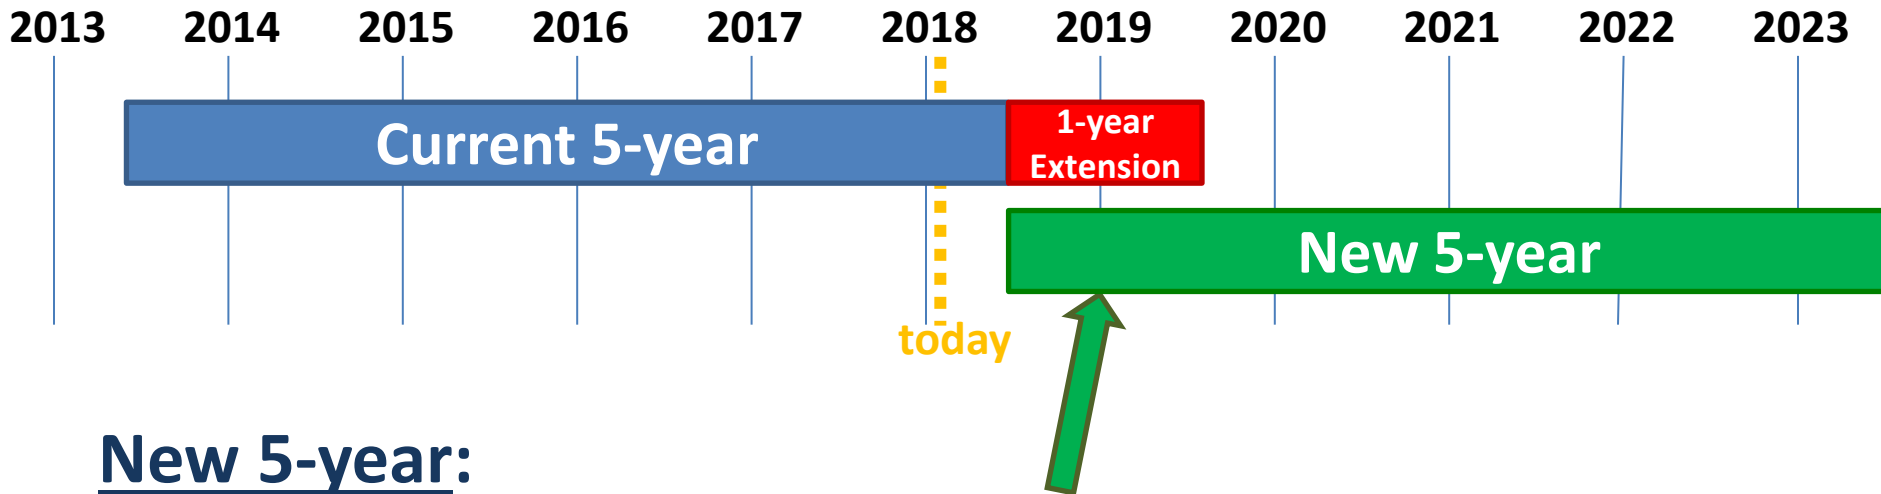 2013 2014 2015 2016 2017 2018 2019 2020 2021 2022 2023
Current 5-year
1-year
Extension
New 5-year
today
New 5-year: